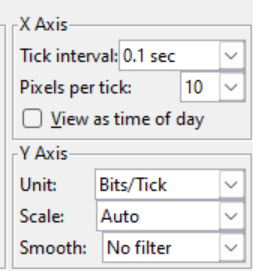 X Axis
Tick interval: 0.1 sec
Pixels per tick: 10
View as time of day
Y Axis
Unit: Bits/Tick
Scale: Auto
Smooth: No filter